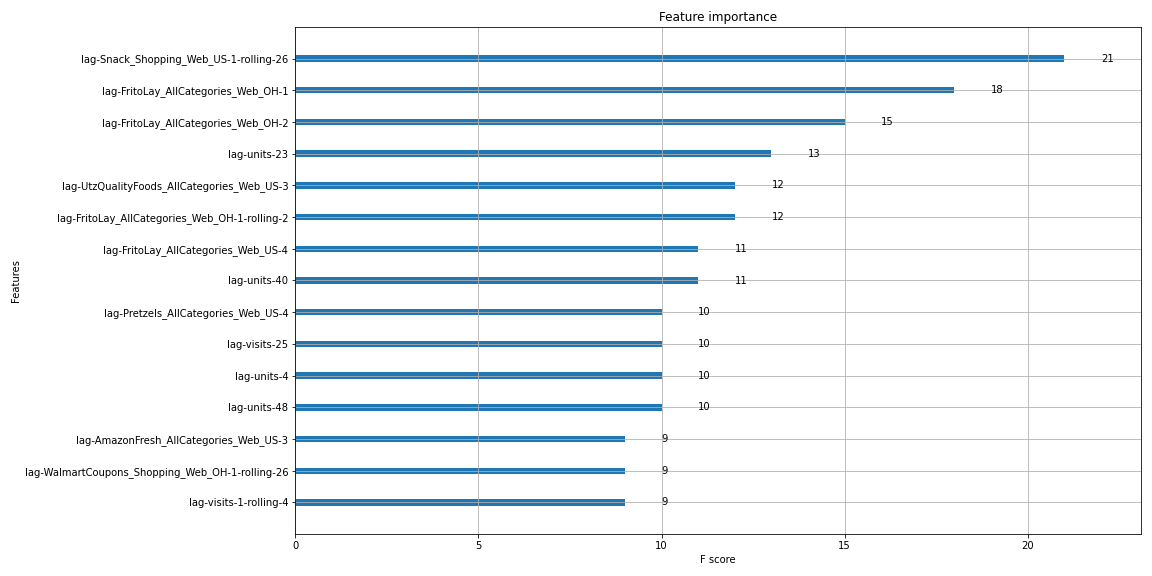 Feature importance
lag-Snack_Shopping_Web_US-1-rolling-26 21
lag-FritoLay_AllCategories_Web_OH-1 18
lag-FritoLay_AllCategories_Web_OH-2 15
lag-units-23 13
lag-UtzQualityFoods_AllCategories_Web_US-3 12
lag-FritoLay_AllCategories_Web_OH-1-rolling-2 12
lag-FritoLay_AllCategories_Web_US-4 11
lag-units-40 11
lag-Pretzels_AllCategories_Web_US-4 10
lag-visits-25 10
lag-units-4 10
lag-units-48 10
lag-AmazonFresh_AllCategories_Web_US-3 9
lag-WalmartCoupons_Shopping_Web_OH-1-rolling-26 9
lag-visits-1-rolling-4 9
Features
0 5 10 15 20
F score